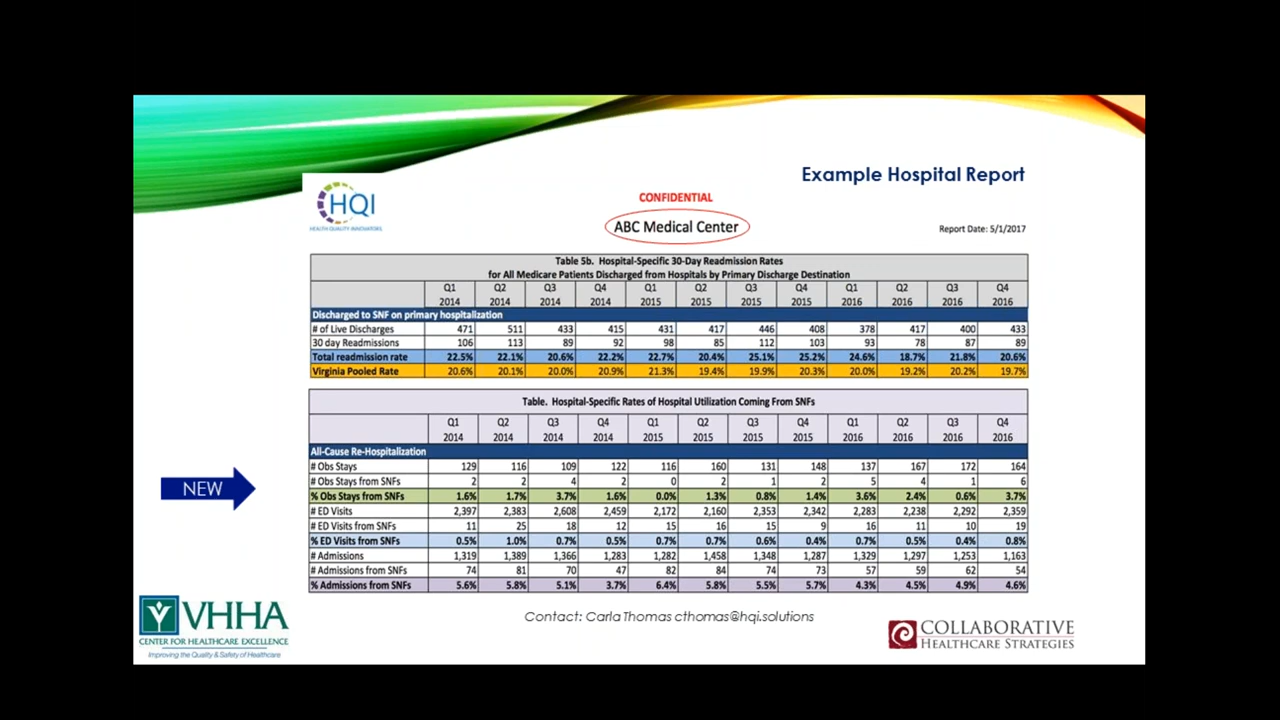 Example Hospital Report
HQI
HEALTH QUALITY INNOVATORS
CONFIDENTIAL
ABC Medical Center
Report Date: 5/1/2017
Table 5b. Hospital-Specific 30-Day Readmission Rates
for All Medicare Patients Discharged from Hospitals by Primary Discharge Destination
Q1 Q2 Q3 Q4 Q1 Q2 Q3 Q4 Q1 Q2 Q3 Q4
2014 2014 2014 2014 2015 2015 2015 2015 2016 2016 2016 2016
Discharged to SNF on primary hospitalization
# of Live Discharges 471 511 433 415 431 417 446 408 378 417 400 433
30 day Readmissions 106 113 89 92 98 85 112 103 93 78 87 89
Total readmission rate 22.5% 22.1% 20.6% 22.2% 22.7% 20.4% 25.1% 25.2% 24.6% 18.7% 21.8% 20.6%
Virginia Pooled Rate 20.6% 20.1% 20.0% 20.9% 21.3% 19.4% 19.9% 20.3% 20.0% 19.2% 20.2% 19.7%
Table. Hospital-Specific Rates of Hospital Utilization Coming From SNFs
Q1 Q2 Q3 Q4 Q1 Q2 Q3 Q4 Q1 Q2 Q3 Q4
2014 2014 2014 2014 2015 2015 2015 2015 2016 2016 2016 2016
All-Cause Re-Hospitalization
# Obs Stays 129 116 109 122 116 160 131 148 137 167 172 164
# Obs Stays from SNFs 2 2 4 2 0 2 1 2 5 4 1 6
% Obs Stays from SNFs 1.6% 1.7% 3.7% 1.6% 0.0% 1.3% 0.8% 1.4% 3.6% 2.4% 0.6% 3.7%
# ED Visits 2,397 2,383 2,608 2,459 2,172 2,160 2,353 2,342 2,283 2,238 2,292 2,359
# ED Visits from SNFs 11 25 18 12 15 16 15 9 16 11 10 19
% ED Visits from SNFs 0.5% 1.0% 0.7% 0.5% 0.7% 0.7% 0.6% 0.4% 0.7% 0.5% 0.4% 0.8%
# Admissions 1,319 1,389 1,366 1,283 1,282 1,458 1,348 1,287 1,329 1,297 1,253 1,163
# Admissions from SNFs 74 81 70 47 82 84 74 73 57 59 62 54
% Admissions from SNFs 5.6% 5.8% 5.1% 3.7% 6.4% 5.8% 5.5% 5.7% 4.3% 4.5% 4.9% 4.6%
NEW
Contact: Carla Thomas cthomas@hqi.solutions
VHHA
CENTER FOR HEALTHCARE EXCELLENCE
Improving the Quality & Safety of Healthcare
COLLABORATIVE
HEALTHCARE STRATEGIES